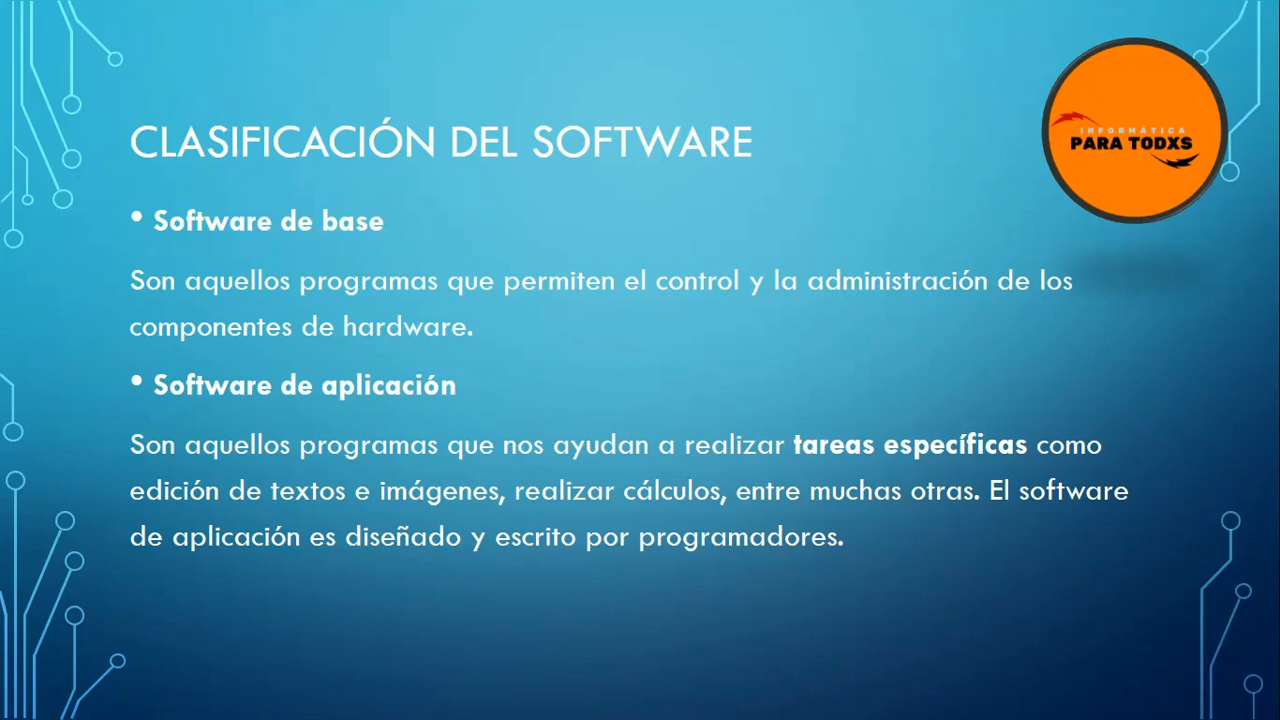 INFORMÁTICA
PARA TODXS
CLASIFICACIÓN DEL SOFTWARE
• Software de base
Son aquellos programas que permiten el control y la administración de los
componentes de hardware.
• Software de aplicación
Son aquellos programas que nos ayudan a realizar tareas específicas como
edición de textos e imágenes, realizar cálculos, entre muchas otras. El software
de aplicación es diseñado y escrito por programadores.